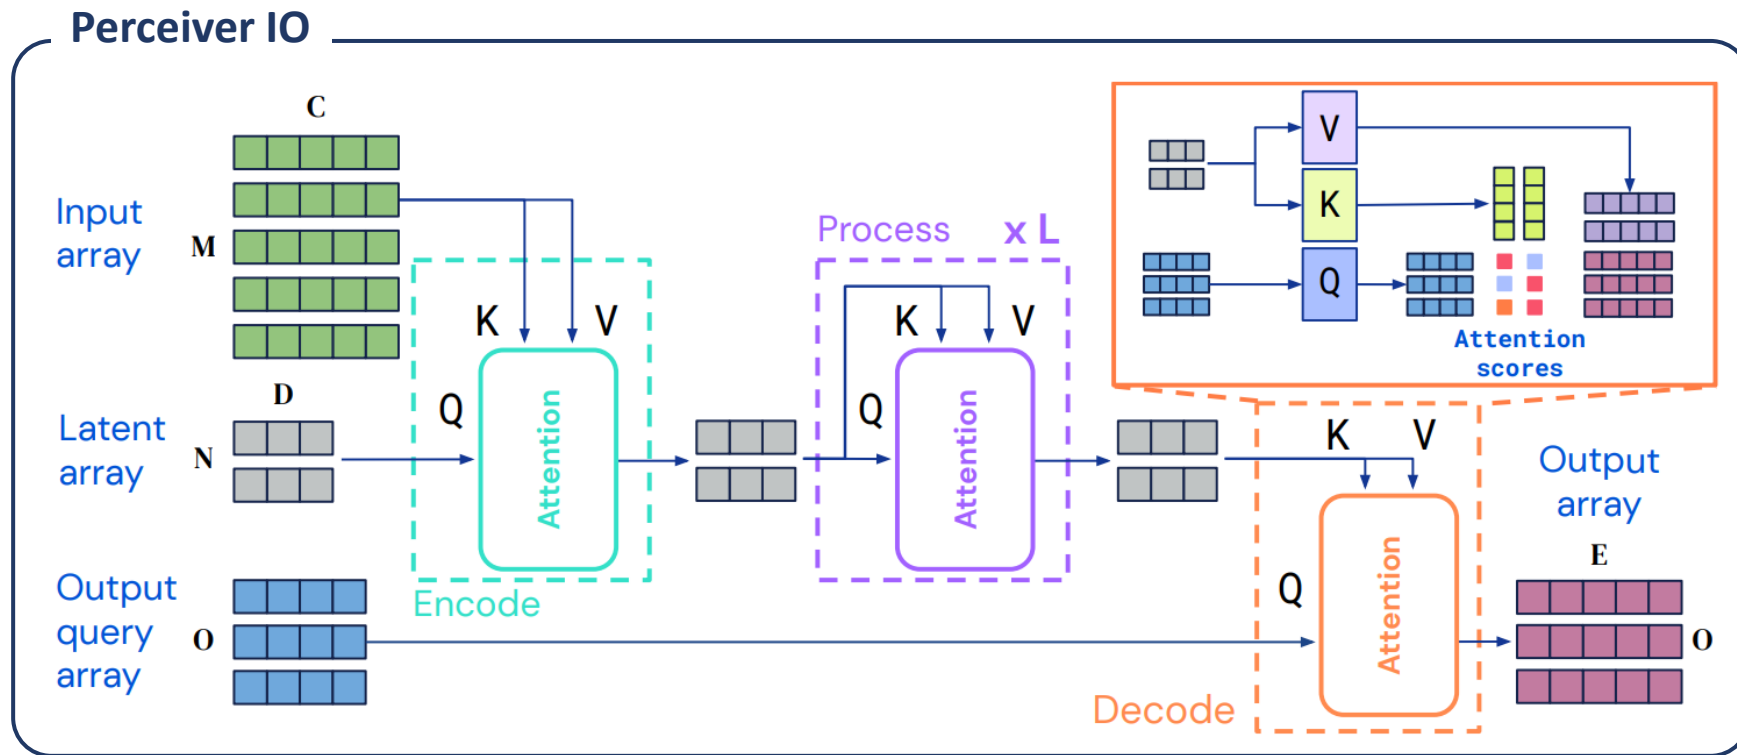 Perceiver IO
C
Input
array
M
D
Latent
array
N
Output
query
array
O
K
V
Q
Attention
Encode
Process
x L
K
V
Q
Attention
V
K
Q
Attention
scores
K
V
Q
Attention
Decode
Output
array
E
O